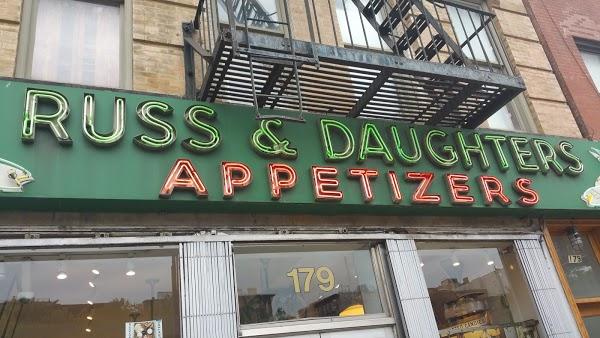 RUSS & DAUGHTERS
APPETIZERS
179
179